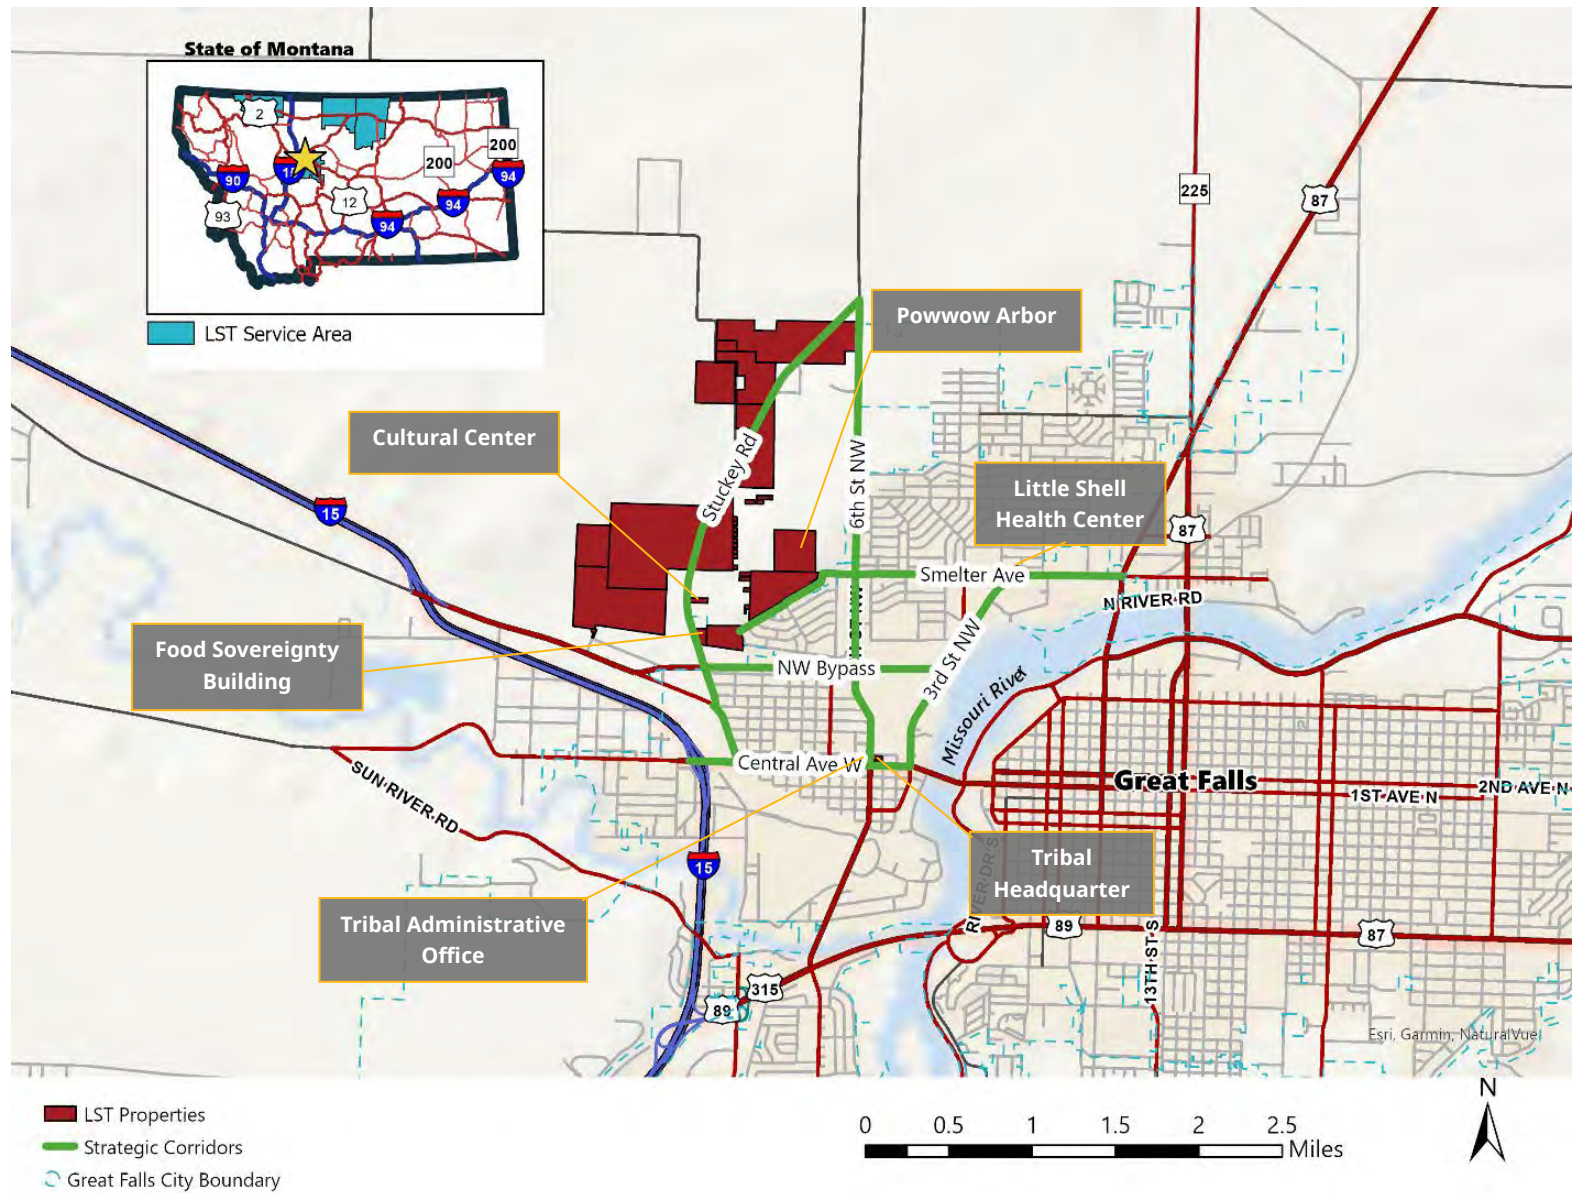 State of Montana
2
200
200
90
15
94
12
94
93
94
LST Service Area
225
87
Powwow Arbor
Cultural Center
Stuckey Rd
6th St NW
Little Shell
Health Center
15
87
Smelter Ave
N RIVER RD
Food Sovereignty
Building
NW Bypass
3rd St NW
Missouri River
Central Ave W
Great Falls
SUN RIVER RD
1ST AVE N
2ND AVE N
15
Tribal
Headquarter
RIVER DR S
Tribal Administrative
Office
89
87
13TH ST S
315
89
Esri, Garmin, NaturalVue
N
LST Properties
Strategic Corridors
Great Falls City Boundary
0 0.5 1 1.5 2 2.5
Miles